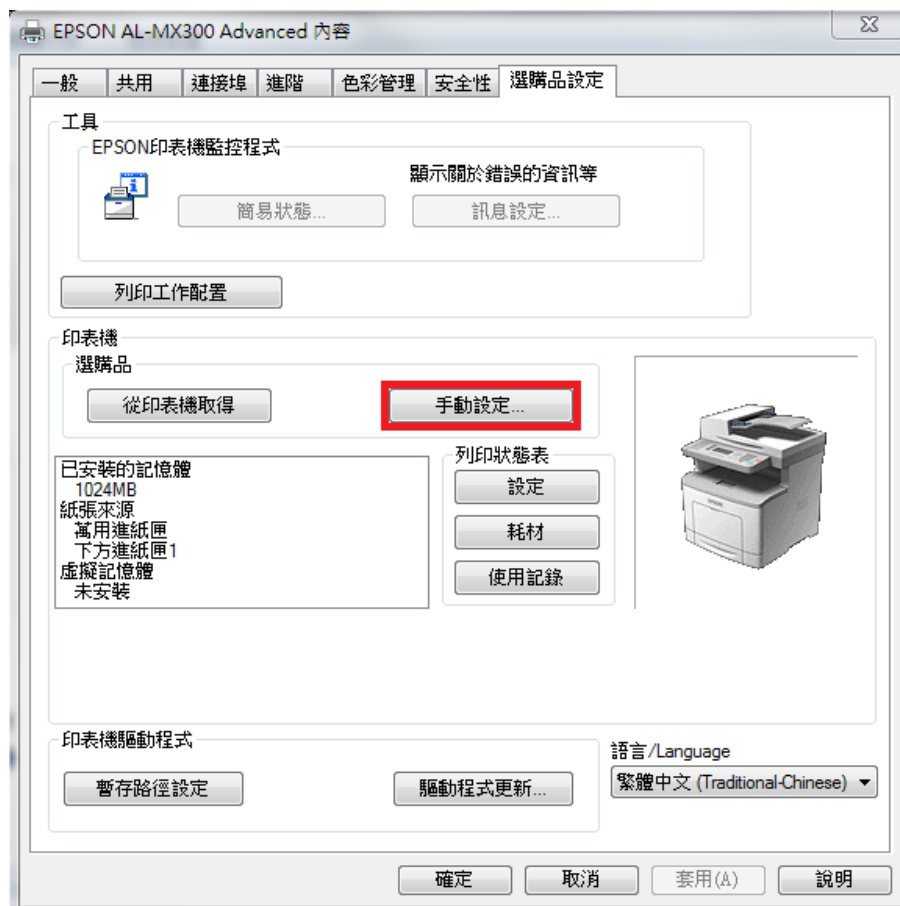 EPSON AL-MX300 Advanced 內容
一般 共用 連接埠 進階 色彩管理 安全性 選購品設定
工具
EPSON印表機監控程式
顯示關於錯誤的資訊等
簡易狀態... 訊息設定...
列印工作配置
印表機
選購品
從印表機取得 手動設定...
已安裝的記憶體
1024MB
紙張來源
萬用進紙匣
下方進紙匣1
虛擬記憶體
未安裝
列印狀態表
設定
耗材
使用記錄
印表機驅動程式
暫存路徑設定 驅動程式更新...
語言/Language
繁體中文 (Traditional-Chinese)
確定 取消 套用(A) 說明